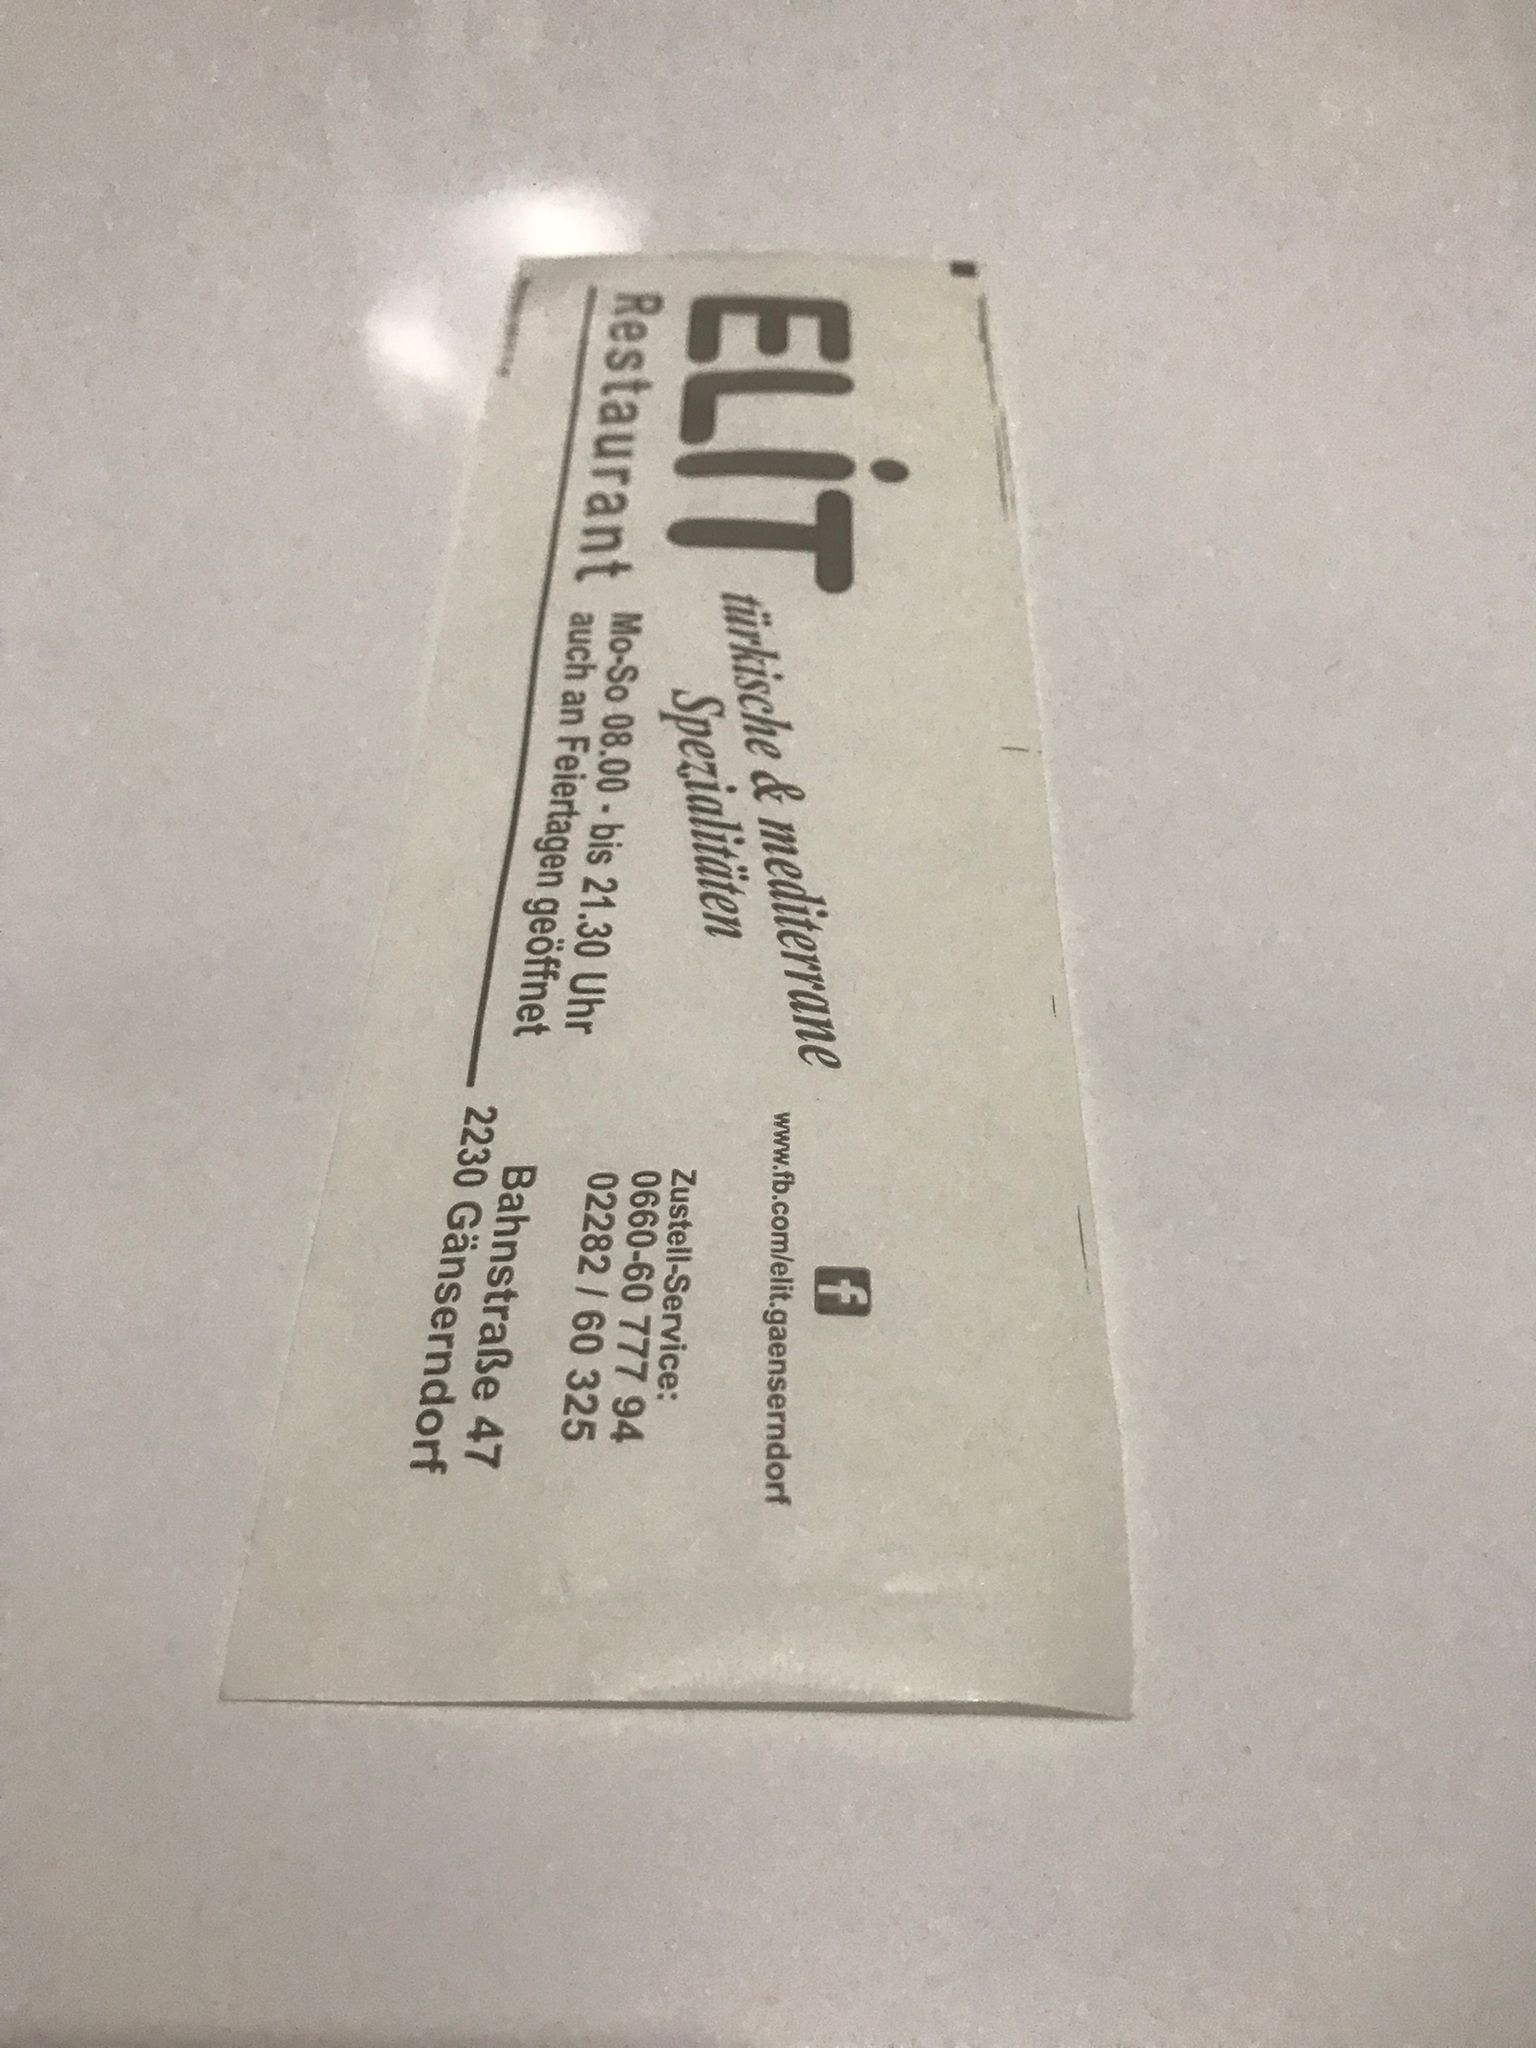 ELiT
Restaurant
türkische & mediterrane
Spezialitäten
Mo-So 08.00 - bis 21.30 Uhr
auch an Feiertagen geöffnet
f
www.fb.com/elit.gaenserndorf
Zustell-Service:
0660-60 777 94
02282 / 60 325
Bahnstraße 47
2230 Gänserndorf